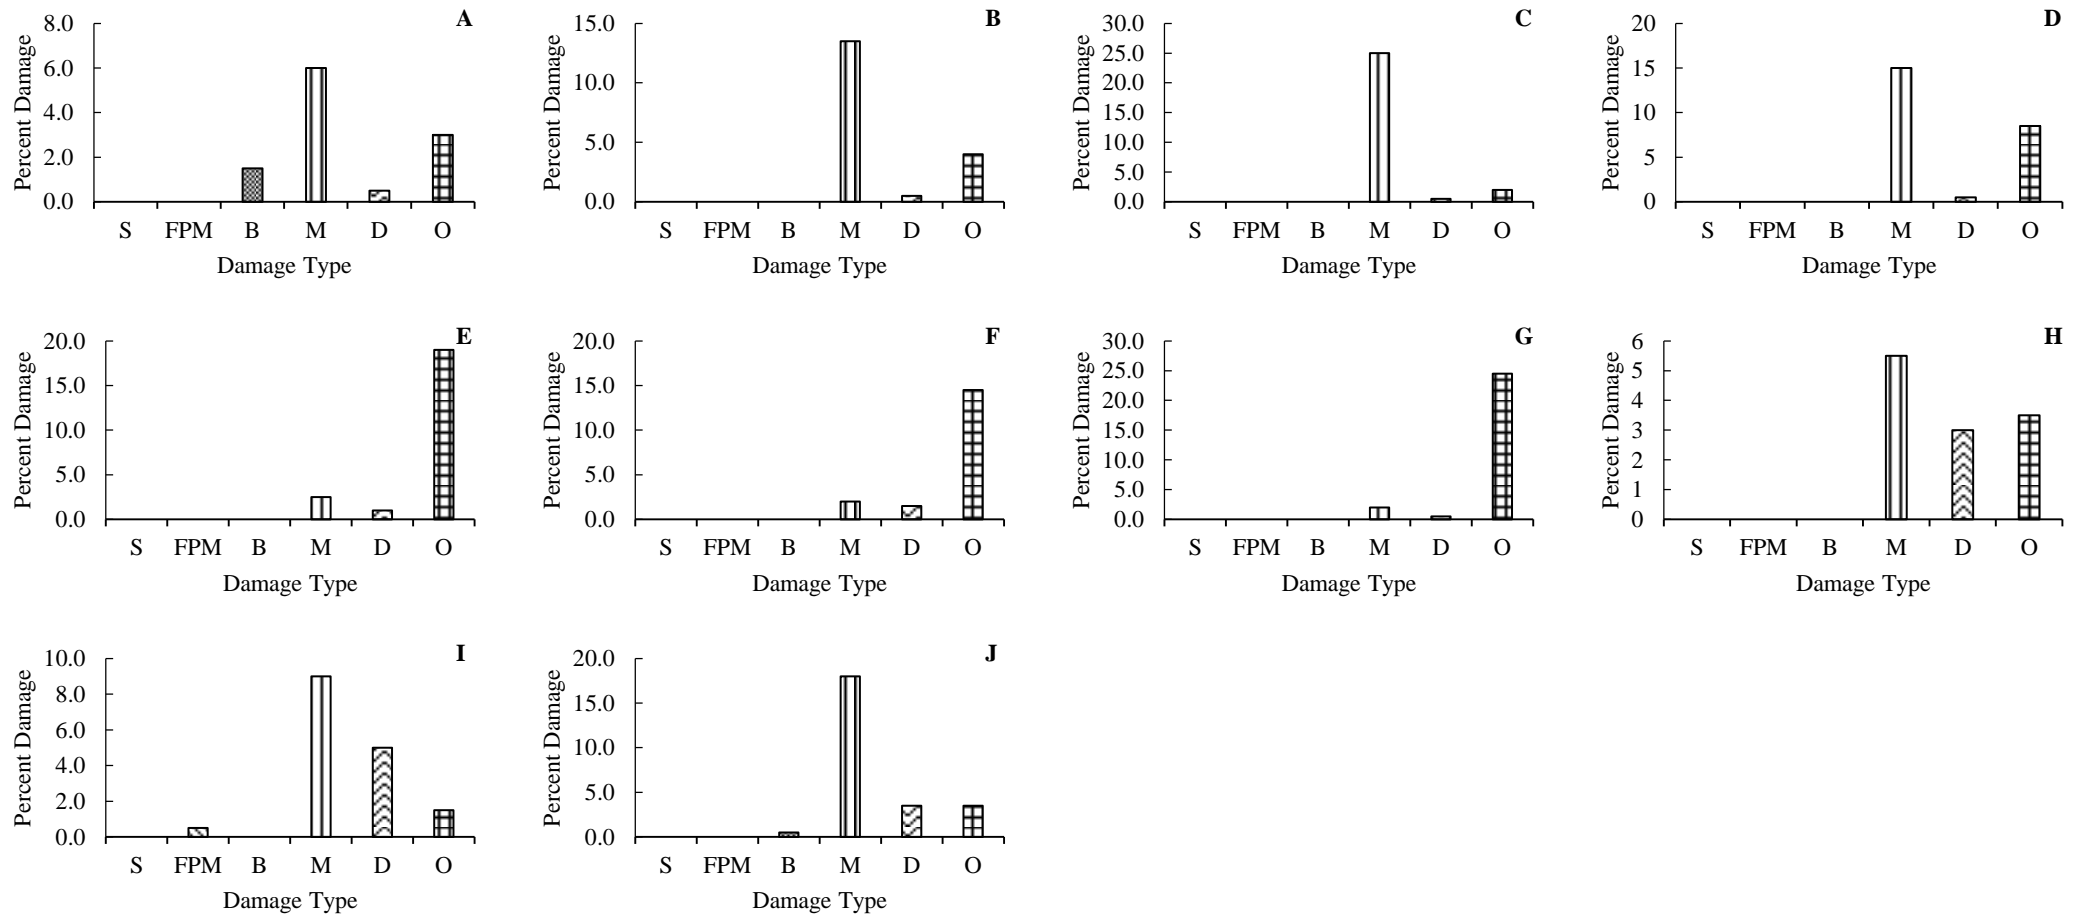 A
Percent Damage
8.0
6.0
4.0
2.0
0.0
S FPM B M D O
Damage Type
B
Percent Damage
15.0
10.0
5.0
0.0
S FPM B M D O
Damage Type
C
Percent Damage
30.0
25.0
20.0
15.0
10.0
5.0
0.0
S FPM B M D O
Damage Type
D
Percent Damage
20
15
10
5
0
S FPM B M D O
Damage Type
E
Percent Damage
20.0
15.0
10.0
5.0
0.0
S FPM B M D O
Damage Type
F
Percent Damage
20.0
15.0
10.0
5.0
0.0
S FPM B M D O
Damage Type
G
Percent Damage
30.0
25.0
20.0
15.0
10.0
5.0
0.0
S FPM B M D O
Damage Type
H
Percent Damage
6
5
4
3
2
1
0
S FPM B M D O
Damage Type
I
Percent Damage
10.0
8.0
6.0
4.0
2.0
0.0
S FPM B M D O
Damage Type
J
Percent Damage
20.0
15.0
10.0
5.0
0.0
S FPM B M D O
Damage Type